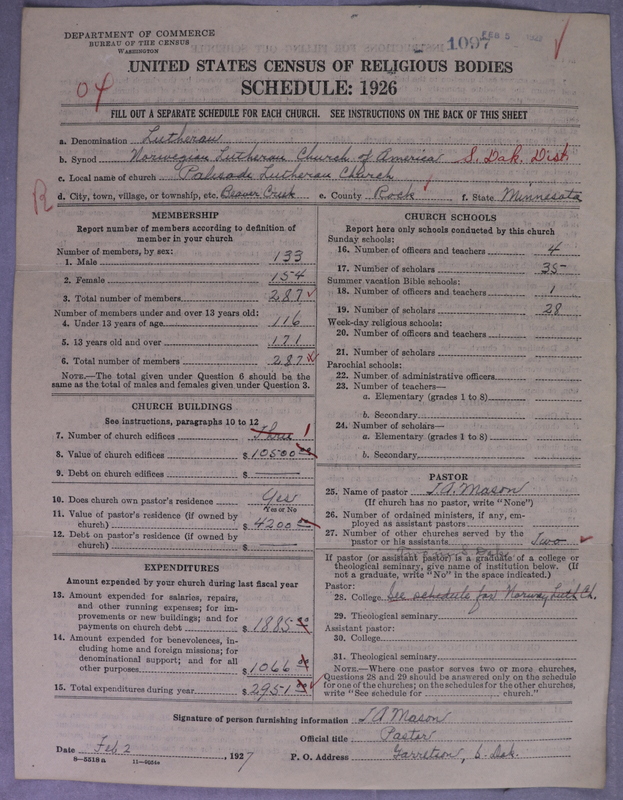 DEPARTMENT OF COMMERCE
BUREAU OF THE CENSUS
WASHINGTON
1097 FEB 5
UNITED STATES CENSUS OF RELIGIOUS BODIES
SCHEDULE: 1926
04
FILL OUT A SEPARATE SCHEDULE FOR EACH CHURCH. SEE INSTRUCTIONS ON THE BACK OF THIS SHEET
a. Denomination Lutheran
b. Synod Norwegian Lutheran Church of America S. Dak. Dist.
c. Local name of church Palisade Lutheran Church
R
d. City, town, village, or township, etc. Beaver Creek e. County Rock f. State Minnesota
MEMBERSHIP
Report number of members according to definition of
member in your church
Number of members, by sex:
1. Male 133
2. Female 154
3. Total number of members 287
Number of members under and over 13 years old:
4. Under 13 years of age 116
5. 13 years old and over 171
6. Total number of members 287
NOTE.—The total given under Question 6 should be the
same as the total of males and females given under Question 3.
CHURCH BUILDINGS
See instructions, paragraphs 10 to 12
7. Number of church edifices Three 1
8. Value of church edifices $ 10500 00
9. Debt on church edifices $
10. Does church own pastor's residence Yes
Yes or No
11. Value of pastor's residence (if owned by
church) $ 4200 00
12. Debt on pastor's residence (if owned by
church) $
EXPENDITURES
Amount expended by your church during last fiscal year
13. Amount expended for salaries, repairs,
and other running expenses; for im-
provements or new buildings; and for
payments on church debt $ 1885 00
14. Amount expended for benevolences, in-
cluding home and foreign missions; for
denominational support; and for all
other purposes $ 1066 00
15. Total expenditures during year $ 2951 00
CHURCH SCHOOLS
Report here only schools conducted by this church
Sunday schools:
16. Number of officers and teachers 4
17. Number of scholars 35
Summer vacation Bible schools:
18. Number of officers and teachers 1
19. Number of scholars 28
Week-day religious schools:
20. Number of officers and teachers
21. Number of scholars
Parochial schools:
22. Number of administrative officers
23. Number of teachers—
a. Elementary (grades 1 to 8)
b. Secondary
24. Number of scholars—
a. Elementary (grades 1 to 8)
b. Secondary
PASTOR
25. Name of pastor T.A. Mason
(If church has no pastor, write "None")
26. Number of ordained ministers, if any, em-
ployed as assistant pastors
27. Number of other churches served by the
pastor or his assistants Two
If pastor (or assistant pastor) is a graduate of a college or
theological seminary, give name of institution below. (If
not a graduate, write "No" in the space indicated.)
Pastor:
28. College See schedule for Norway Luth Ch.
29. Theological seminary
Assistant pastor:
30. College
31. Theological seminary
NOTE.—Where one pastor serves two or more churches,
Questions 28 and 29 should be answered only on the schedule
for one of the churches; on the schedules for the other churches,
write "See schedule for church."
Signature of person furnishing information T A Mason
Official title Pastor
Date Feb 2, 1927 P. O. Address Garretson, S. Dak.
8—5518a 11—9054a